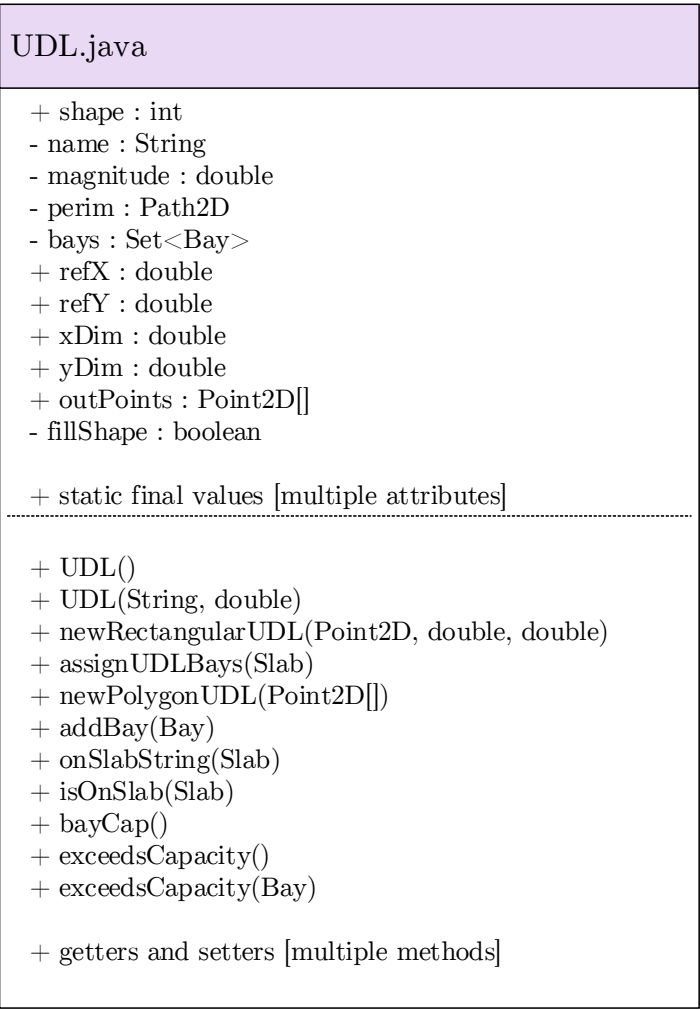 UDL.java
+ shape : int
- name : String
- magnitude : double
- perim : Path2D
- bays : Set<Bay>
+ refX : double
+ refY : double
+ xDim : double
+ yDim : double
+ outPoints : Point2D[]
- fillShape : boolean
+ static final values [multiple attributes]
+ UDL()
+ UDL(String, double)
+ newRectangularUDL(Point2D, double, double)
+ assignUDLBays(Slab)
+ newPolygonUDL(Point2D[])
+ addBay(Bay)
+ onSlabString(Slab)
+ isOnSlab(Slab)
+ bayCap()
+ exceedsCapacity()
+ exceedsCapacity(Bay)
+ getters and setters [multiple methods]